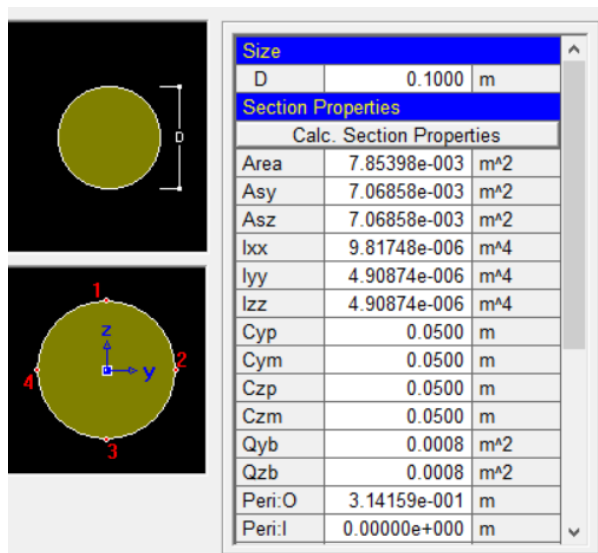 D
1
z
y
2
4
3
Size
D 0.1000 m
Section Properties
Calc. Section Properties
Area 7.85398e-003 m^2
Asy 7.06858e-003 m^2
Asz 7.06858e-003 m^2
Ixx 9.81748e-006 m^4
Iyy 4.90874e-006 m^4
Izz 4.90874e-006 m^4
Cyp 0.0500 m
Cym 0.0500 m
Czp 0.0500 m
Czm 0.0500 m
Qyb 0.0008 m^2
Qzb 0.0008 m^2
Peri:O 3.14159e-001 m
Peri:I 0.00000e+000 m